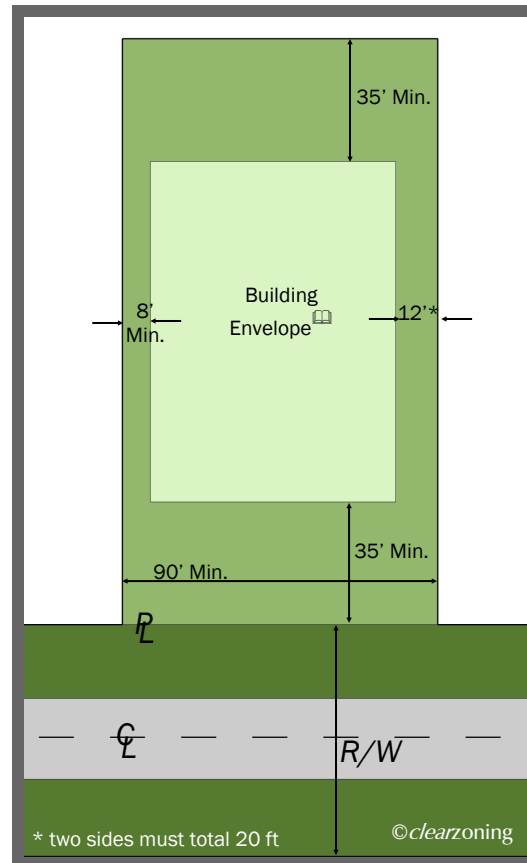 35’ Min.
Building
Envelope
8’
Min.
12’*
35’ Min.
90’ Min.
PL
CL
R/W
* two sides must total 20 ft
©clearzoning